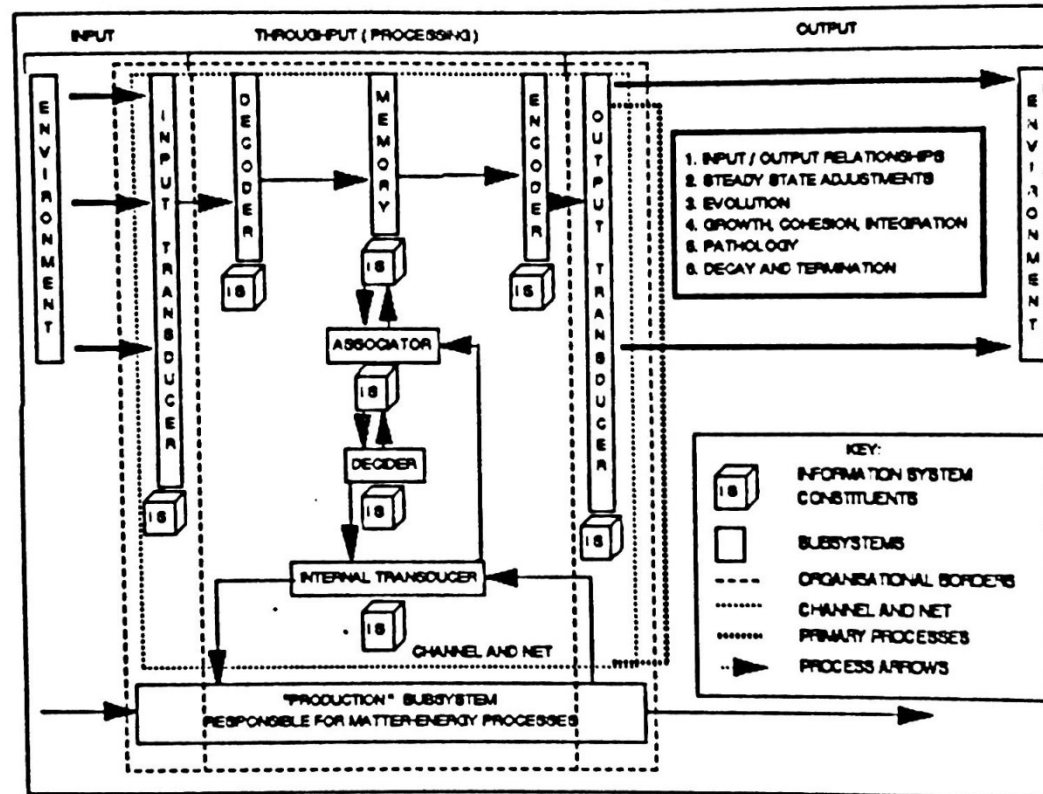 INPUT
THROUGHPUT ( PROCESSING )
OUTPUT
ENVIRONMENT
INPUT TRANSDUCER
DECODER
MEMORY
ENCODER
OUTPUT TRANSDUCER
ENVIRONMENT
1. INPUT / OUTPUT RELATIONSHIPS
2. STEADY STATE ADJUSTMENTS
3. EVOLUTION
4. GROWTH, COHESION, INTEGRATION
5. PATHOLOGY
6. DECAY AND TERMINATION
IS
IS
IS
ASSOCIATOR
IS
DECIDER
IS
IS
IS
INTERNAL TRANSDUCER
IS
CHANNEL AND NET
"PRODUCTION" SUBSYSTEM
RESPONSIBLE FOR MATTER-ENERGY PROCESSES
KEY:
IS
INFORMATION SYSTEM
CONSTITUENTS
SUBSYSTEMS
ORGANISATIONAL BORDERS
CHANNEL AND NET
PRIMARY PROCESSES
PROCESS ARROWS